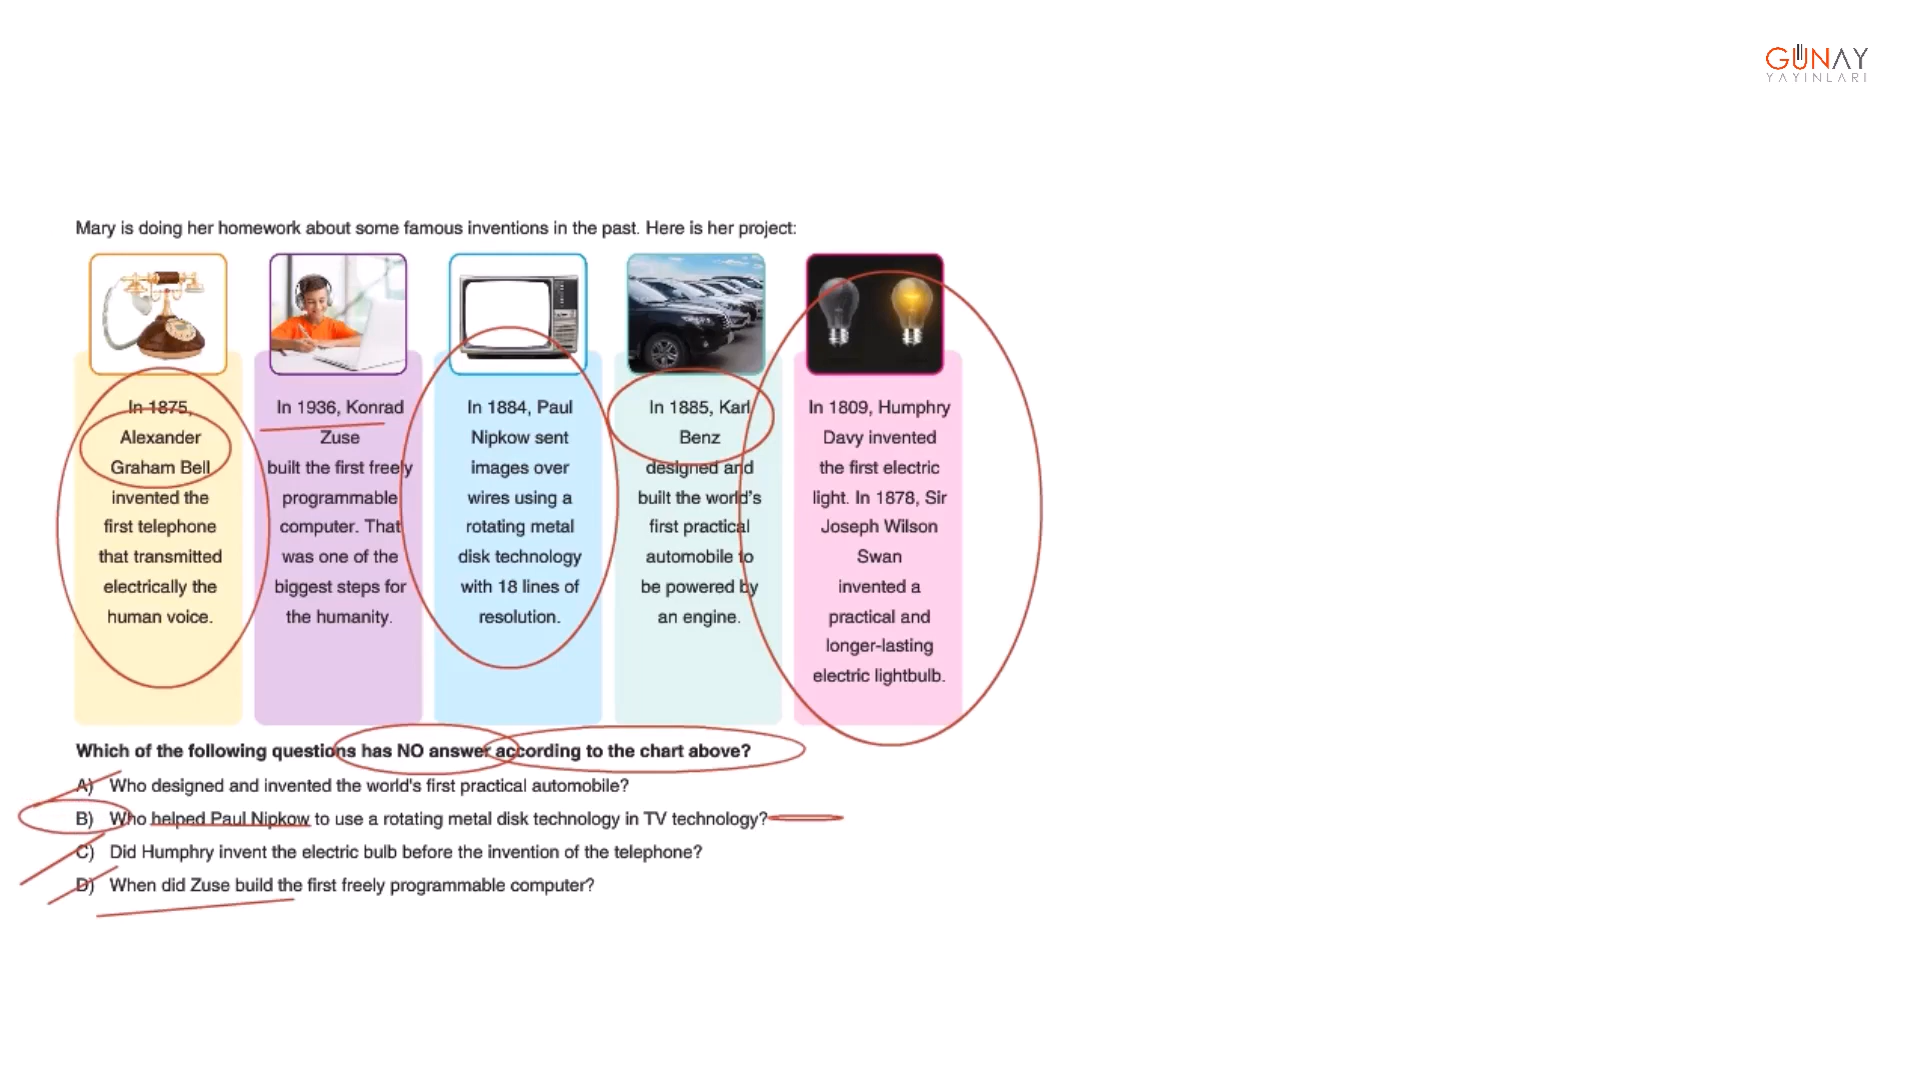 GÜNAY
YAYINLARI
Mary is doing her homework about some famous inventions in the past. Here is her project:
In 1875,
Alexander
Graham Bell
invented the
first telephone
that transmitted
electrically the
human voice.
In 1936, Konrad
Zuse
built the first freely
programmable
computer. That
was one of the
biggest steps for
the humanity.
In 1884, Paul
Nipkow sent
images over
wires using a
rotating metal
disk technology
with 18 lines of
resolution.
In 1885, Karl
Benz
designed and
built the world's
first practical
automobile to
be powered by
an engine.
In 1809, Humphry
Davy invented
the first electric
light. In 1878, Sir
Joseph Wilson
Swan
invented a
practical and
longer-lasting
electric lightbulb.
Which of the following questions has NO answer according to the chart above?
A) Who designed and invented the world's first practical automobile?
B) Who helped Paul Nipkow to use a rotating metal disk technology in TV technology?
C) Did Humphry invent the electric bulb before the invention of the telephone?
D) When did Zuse build the first freely programmable computer?